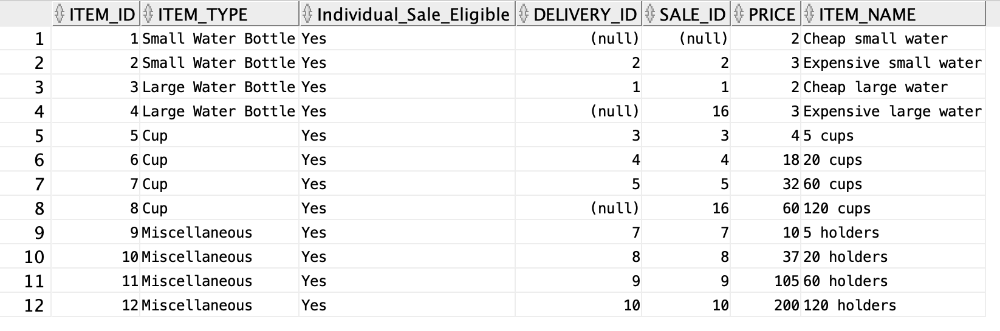 ITEM_ID ITEM_TYPE Individual_Sale_Eligible DELIVERY_ID SALE_ID PRICE ITEM_NAME
1 1 Small Water Bottle Yes (null) (null) 2 Cheap small water
2 2 Small Water Bottle Yes 2 2 3 Expensive small water
3 3 Large Water Bottle Yes 1 1 2 Cheap large water
4 4 Large Water Bottle Yes (null) 16 3 Expensive large water
5 5 Cup Yes 3 3 4 5 cups
6 6 Cup Yes 4 4 18 20 cups
7 7 Cup Yes 5 5 32 60 cups
8 8 Cup Yes (null) 16 60 120 cups
9 9 Miscellaneous Yes 7 7 10 5 holders
10 10 Miscellaneous Yes 8 8 37 20 holders
11 11 Miscellaneous Yes 9 9 105 60 holders
12 12 Miscellaneous Yes 10 10 200 120 holders